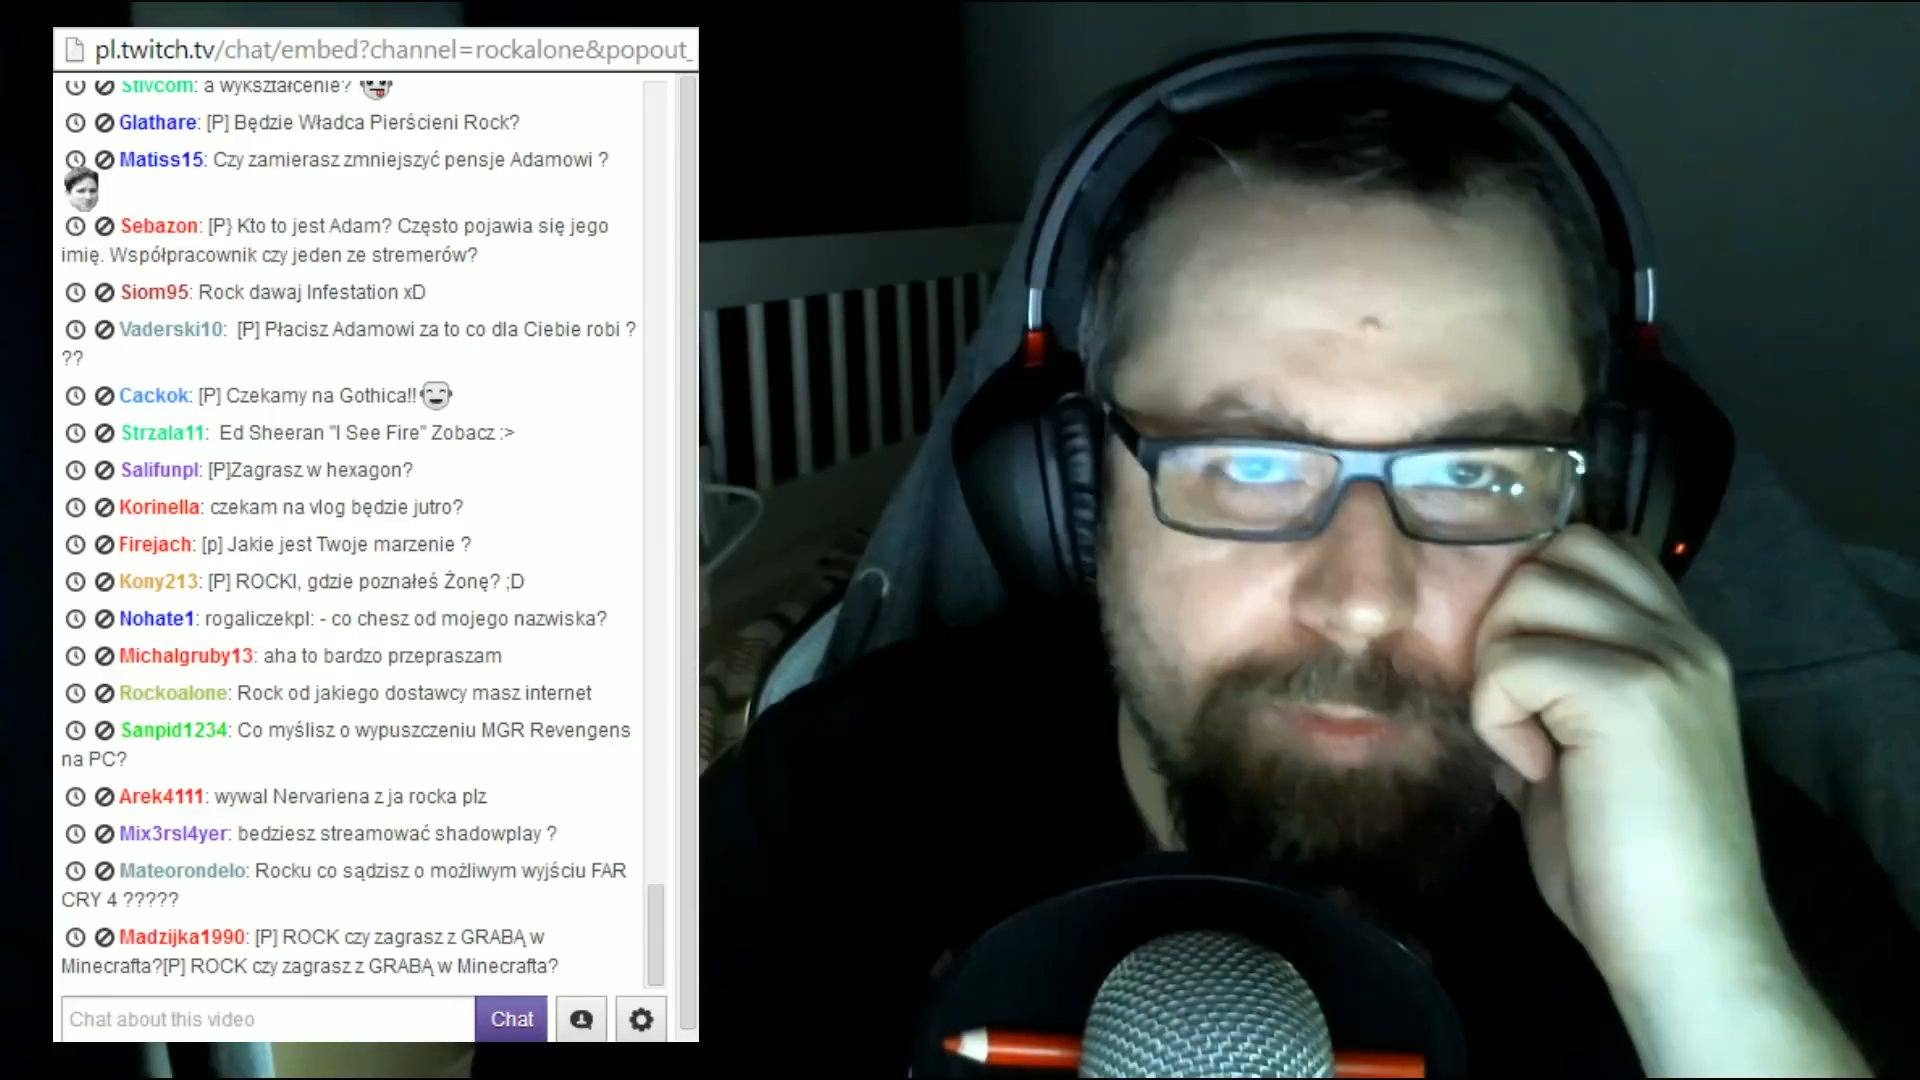 pl.twitch.tv/chat/embed?channel=rockalone&popout_
Stivcom: a wykształcenie?
Glathare: [P] Będzie Władca Pierścieni Rock?
Matiss15: Czy zamierasz zmniejszyć pensje Adamowi ?
Sebazon: [P} Kto to jest Adam? Często pojawia się jego
imię. Współpracownik czy jeden ze stremerów?
Siom95: Rock dawaj Infestation xD
Vaderski10: [P] Płacisz Adamowi za to co dla Ciebie robi ?
??
Cackok: [P] Czekamy na Gothica!!
Strzala11: Ed Sheeran "I See Fire" Zobacz :>
Salifunpl: [P]Zagrasz w hexagon?
Korinella: czekam na vlog będzie jutro?
Firejach: [p] Jakie jest Twoje marzenie ?
Kony213: [P] ROCKI, gdzie poznałeś Żonę? ;D
Nohate1: rogaliczekpl: - co chesz od mojego nazwiska?
Michalgruby13: aha to bardzo przepraszam
Rockoalone: Rock od jakiego dostawcy masz internet
Sanpid1234: Co myślisz o wypuszczeniu MGR Revengens
na PC?
Arek4111: wywal Nervariena z ja rocka plz
Mix3rsl4yer: bedziesz streamować shadowplay ?
Mateorondelo: Rocku co sądzisz o możliwym wyjściu FAR
CRY 4 ?????
Madzijka1990: [P] ROCK czy zagrasz z GRABĄ w
Minecrafta?[P] ROCK czy zagrasz z GRABĄ w Minecrafta?
Chat about this video
Chat